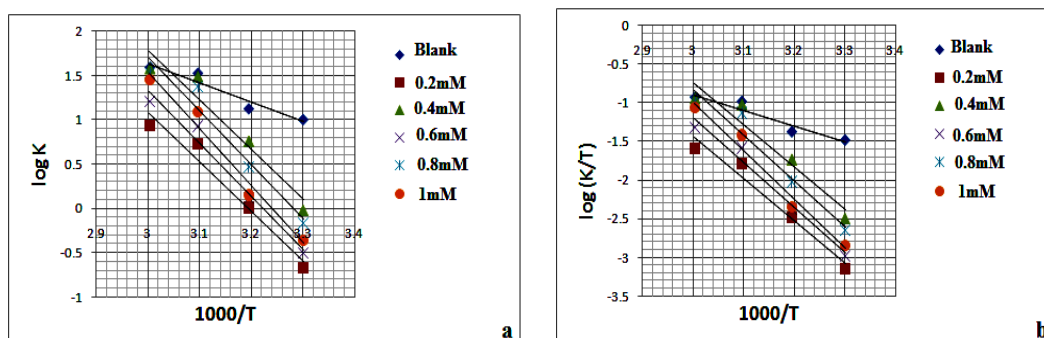 2
1.5
1
0.5
0
-0.5
-1
2.9
3
3.1
3.2
3.3
3.4
log K
1000/T
Blank
0.2mM
0.4mM
0.6mM
0.8mM
1mM
a
0
-0.5
-1
-1.5
-2
-2.5
-3
-3.5
2.9
3
3.1
3.2
3.3
3.4
log (K/T)
1000/T
Blank
0.2mM
0.4mM
0.6mM
0.8mM
1mM
b